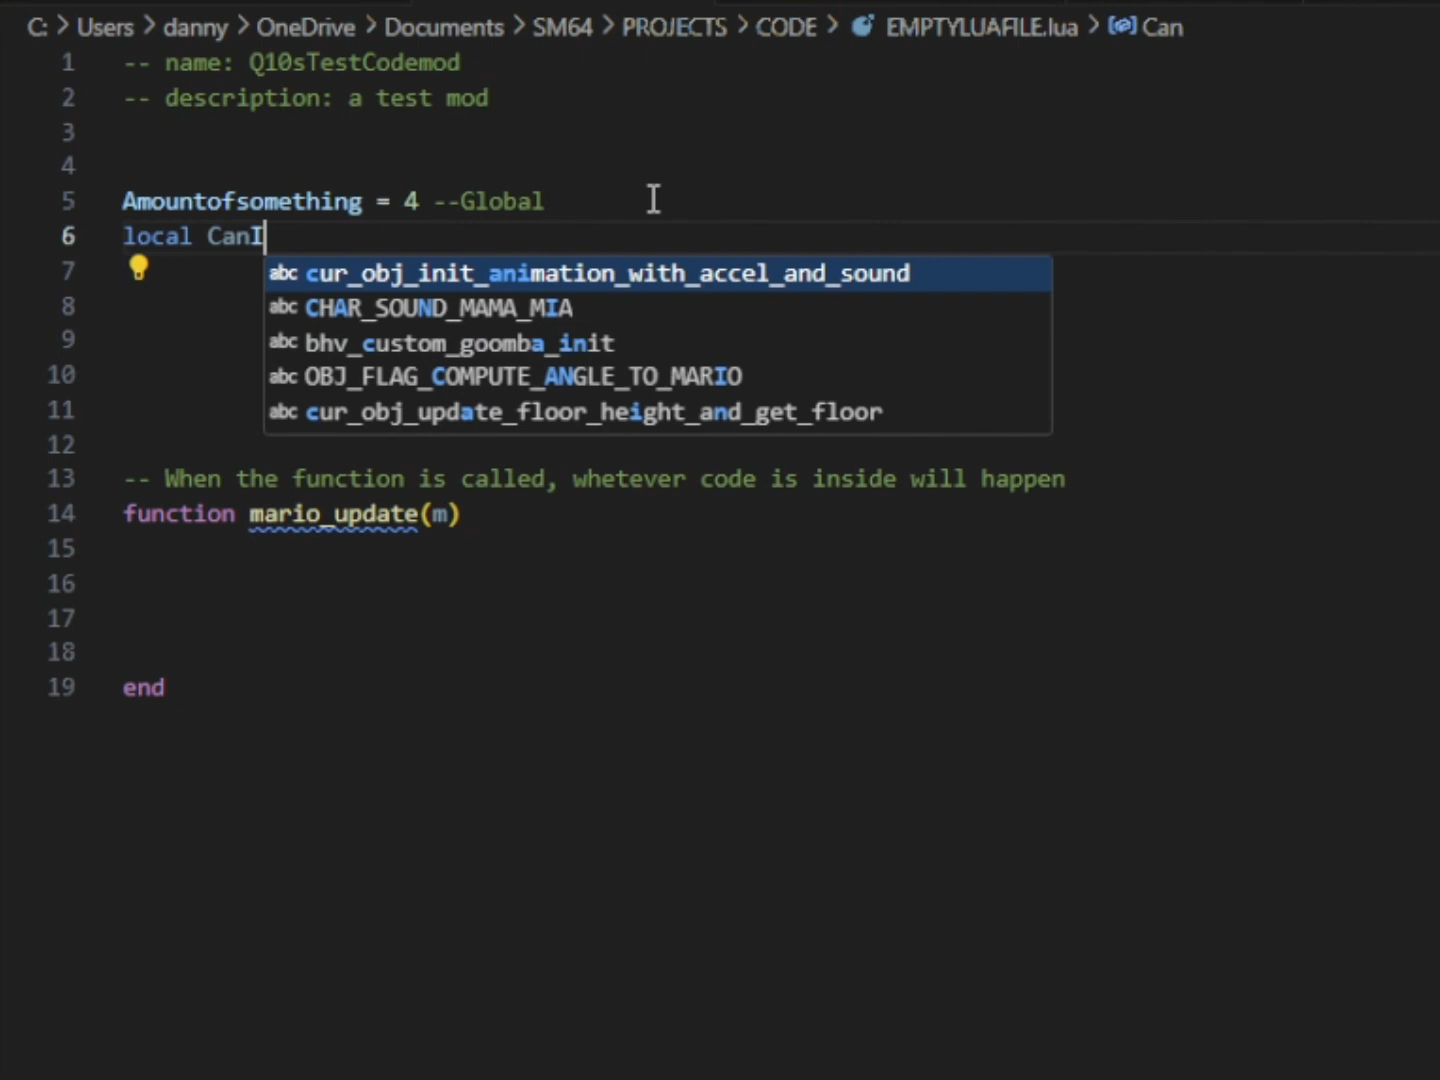 C: > Users > danny > OneDrive > Documents > SM64 > PROJECTS > CODE > EMPTYLUAFILE.lua > Can
1 -- name: Q10sTestCodemod
2 -- description: a test mod
3
4
5 Amountofsomething = 4 --Global
6 local CanI
7
abc cur_obj_init_animation_with_accel_and_sound
8
abc CHAR_SOUND_MAMA_MIA
9
abc bhv_custom_goomba_init
10
abc OBJ_FLAG_COMPUTE_ANGLE_TO_MARIO
11
abc cur_obj_update_floor_height_and_get_floor
12
13 -- When the function is called, whatever code is inside will happen
14 function mario_update(m)
15
16
17
18
19 end